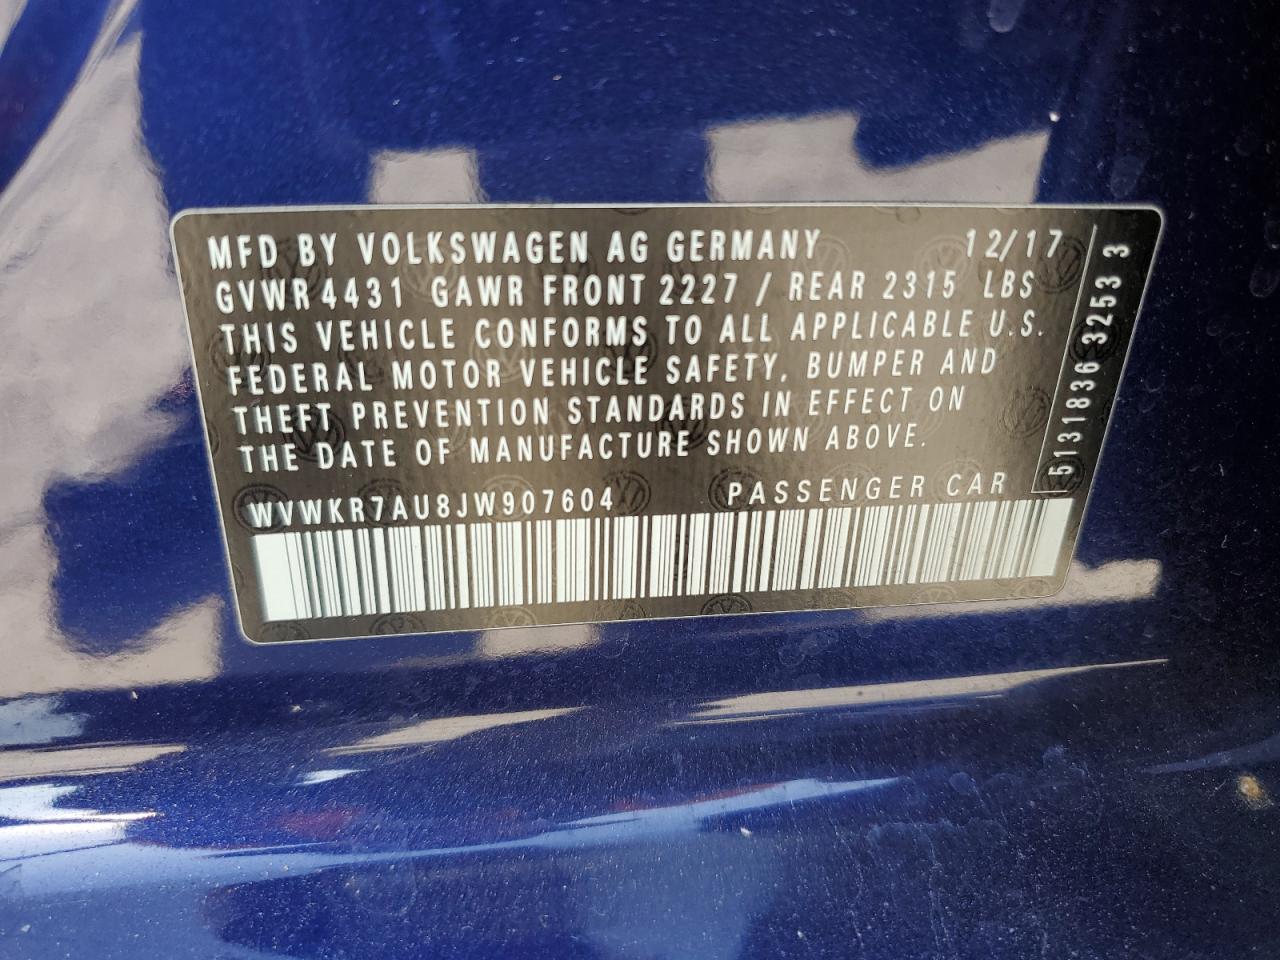 MFD BY VOLKSWAGEN AG GERMANY 12/17
GVWR 4431 GAWR FRONT 2227 / REAR 2315 LBS
THIS VEHICLE CONFORMS TO ALL APPLICABLE U.S.
FEDERAL MOTOR VEHICLE SAFETY, BUMPER AND
THEFT PREVENTION STANDARDS IN EFFECT ON
THE DATE OF MANUFACTURE SHOWN ABOVE.
WVWKR7AU8JW907604 PASSENGER CAR
5131836 3253 3